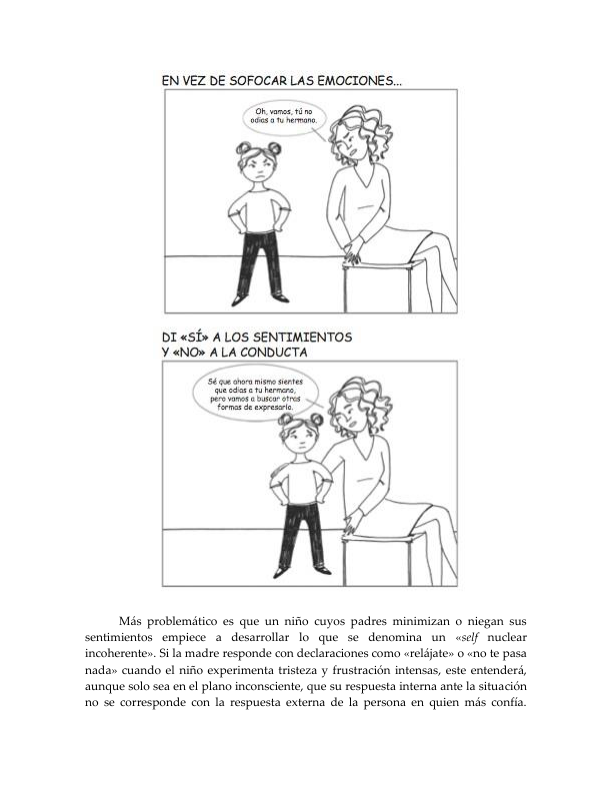 EN VEZ DE SOFOCAR LAS EMOCIONES...
Oh, vamos, tú no
odias a tu hermano.
DI «SÍ» A LOS SENTIMIENTOS
Y «NO» A LA CONDUCTA
Sé que ahora mismo sientes
que odias a tu hermano,
pero vamos a buscar otras
formas de expresarlo.
Más problemático es que un niño cuyos padres minimizan o niegan sus
sentimientos empiece a desarrollar lo que se denomina un «self nuclear
incoherente». Si la madre responde con declaraciones como «relájate» o «no te pasa
nada» cuando el niño experimenta tristeza y frustración intensas, este entenderá,
aunque solo sea en el plano inconsciente, que su respuesta interna ante la situación
no se corresponde con la respuesta externa de la persona en quien más confía.